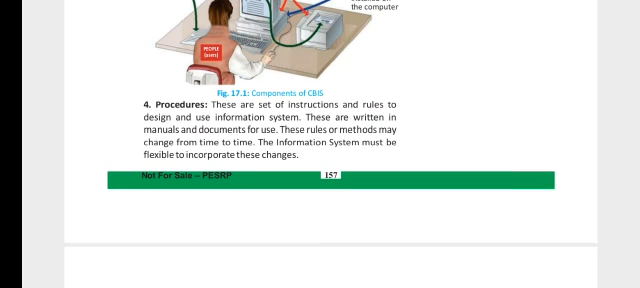 the computer
PEOPLE
(users)
Fig. 17.1: Components of CBIS
4. Procedures: These are set of instructions and rules to
design and use information system. These are written in
manuals and documents for use. These rules or methods may
change from time to time. The Information System must be
flexible to incorporate these changes.
Not For Sale – PESRP
157